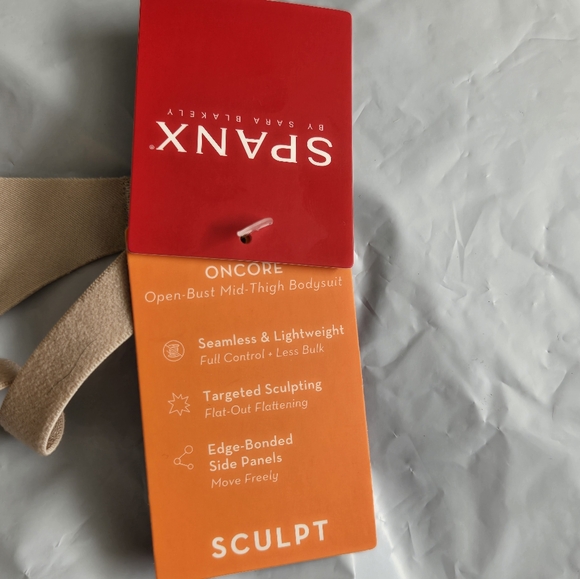 SPANX
BY SARA BLAKELY
ONCORE
Open-Bust Mid-Thigh Bodysuit
Seamless & Lightweight
Full Control • Less Bulk
Targeted Sculpting
Flat-Out Flattening
Edge-Bonded
Side Panels
Move Freely
SCULPT